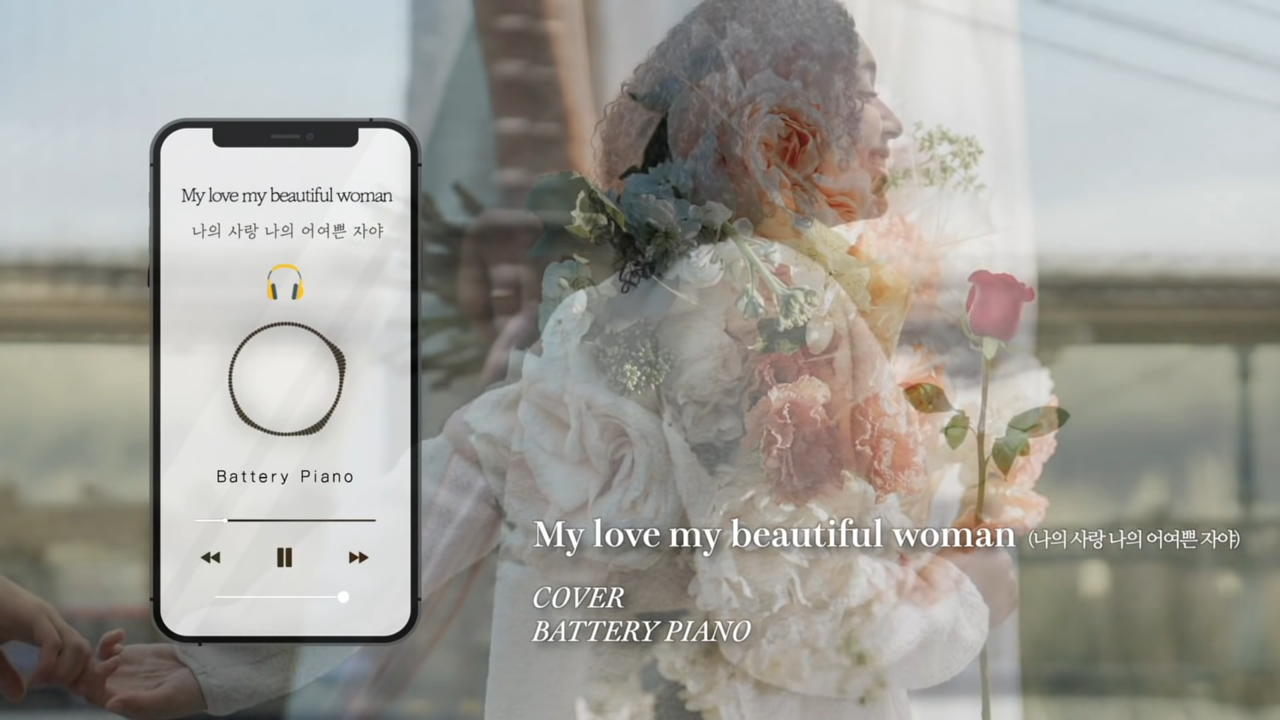 My love my beautiful woman
나의 사랑 나의 어여쁜 자야
Battery Piano
My love my beautiful woman (나의 사랑 나의 어여쁜 자야)
COVER
BATTERY PIANO